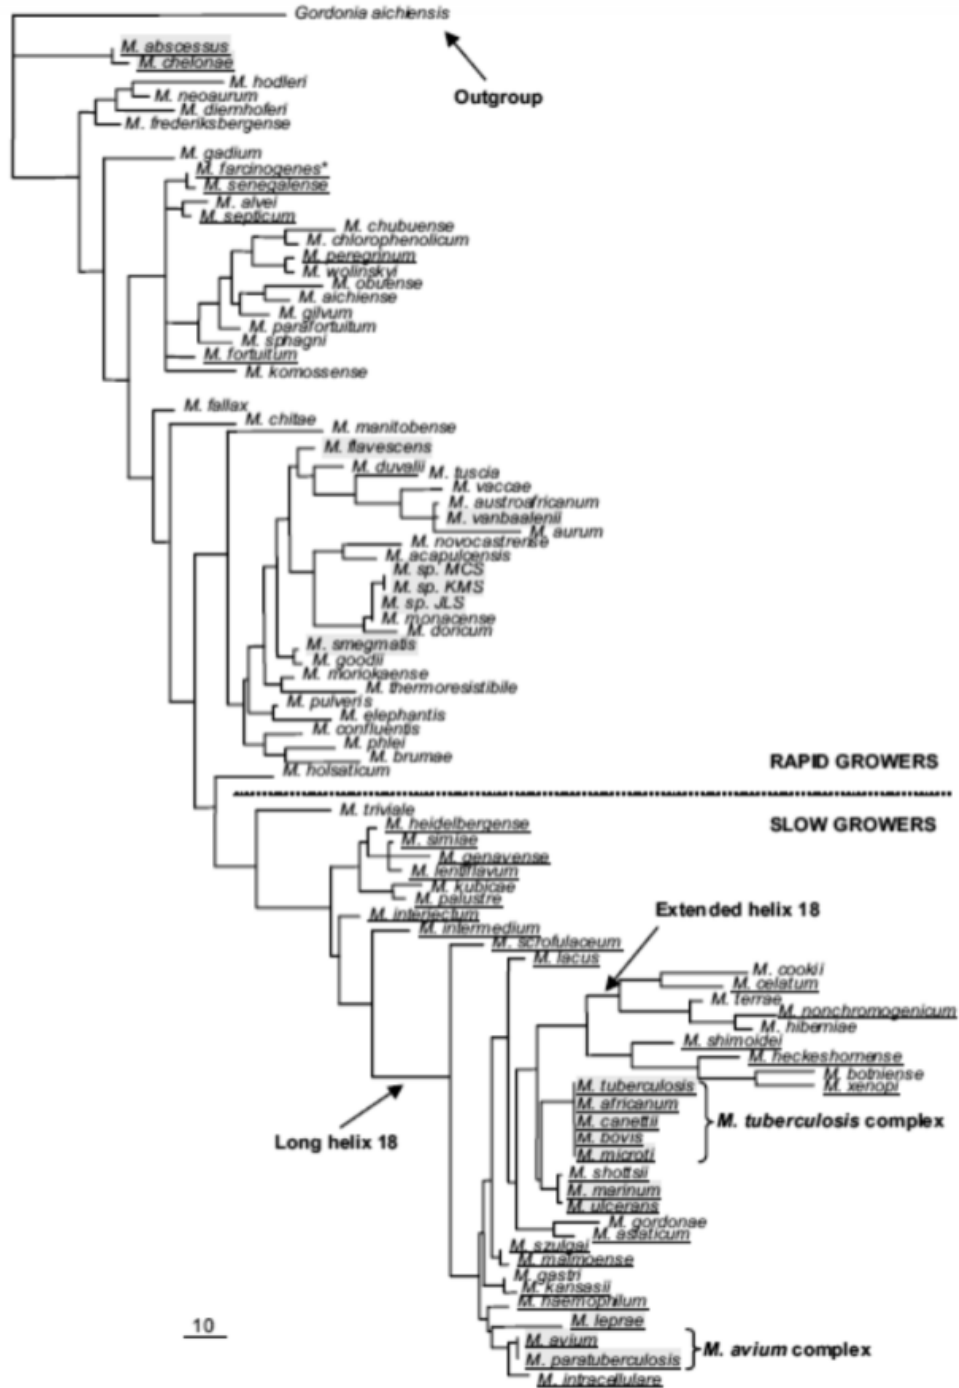 Gordonia aichiensis
M. abscessus
M. chelonae
Outgroup
M. hodleri
M. neoaurum
M. diernhoferi
M. frederiksbergense
M. gadium
M. farcinogenes*
M. senegalense
M. alvei
M. septicum
M. chubuense
M. chlorophenolicum
M. peregrinum
M. wolinskyi
M. obuense
M. aichiense
M. gilvum
M. parafortuitum
M. sphagni
M. fortuitum
M. komossense
M. fallax
M. chitae
M. manitobense
M. flavescens
M. duvalii
M. tuscia
M. vaccae
M. austroafricanum
M. vanbaalenii
M. aurum
M. novocastrense
M. acapulcensis
M. sp. MCS
M. sp. KMS
M. sp. JLS
M. monacense
M. doricum
M. smegmatis
M. goodii
M. moriokaense
M. thermoresistibile
M. pulveris
M. elephantis
M. confluentis
M. phlei
M. brumae
M. holsaticum
RAPID GROWERS
SLOW GROWERS
M. triviale
M. heidelbergense
M. simiae
M. genavense
M. lentiflavum
M. kubicae
M. palustre
M. interjectum
M. intermedium
Extended helix 18
M. scrofulaceum
M. lacus
M. cookii
M. celatum
M. terrae
M. nonchromogenicum
M. hiberniae
M. shimoidei
M. heckeshornense
M. botniense
M. xenopi
M. tuberculosis
M. africanum
M. canettii
M. bovis
M. microti
M. tuberculosis complex
Long helix 18
M. shottsii
M. marinum
M. ulcerans
M. gordonae
M. asiaticum
M. szulgai
M. malmoense
M. gastri
M. kansasii
M. haemophilum
M. leprae
M. avium
M. paratuberculosis
M. avium complex
M. intracellulare
10